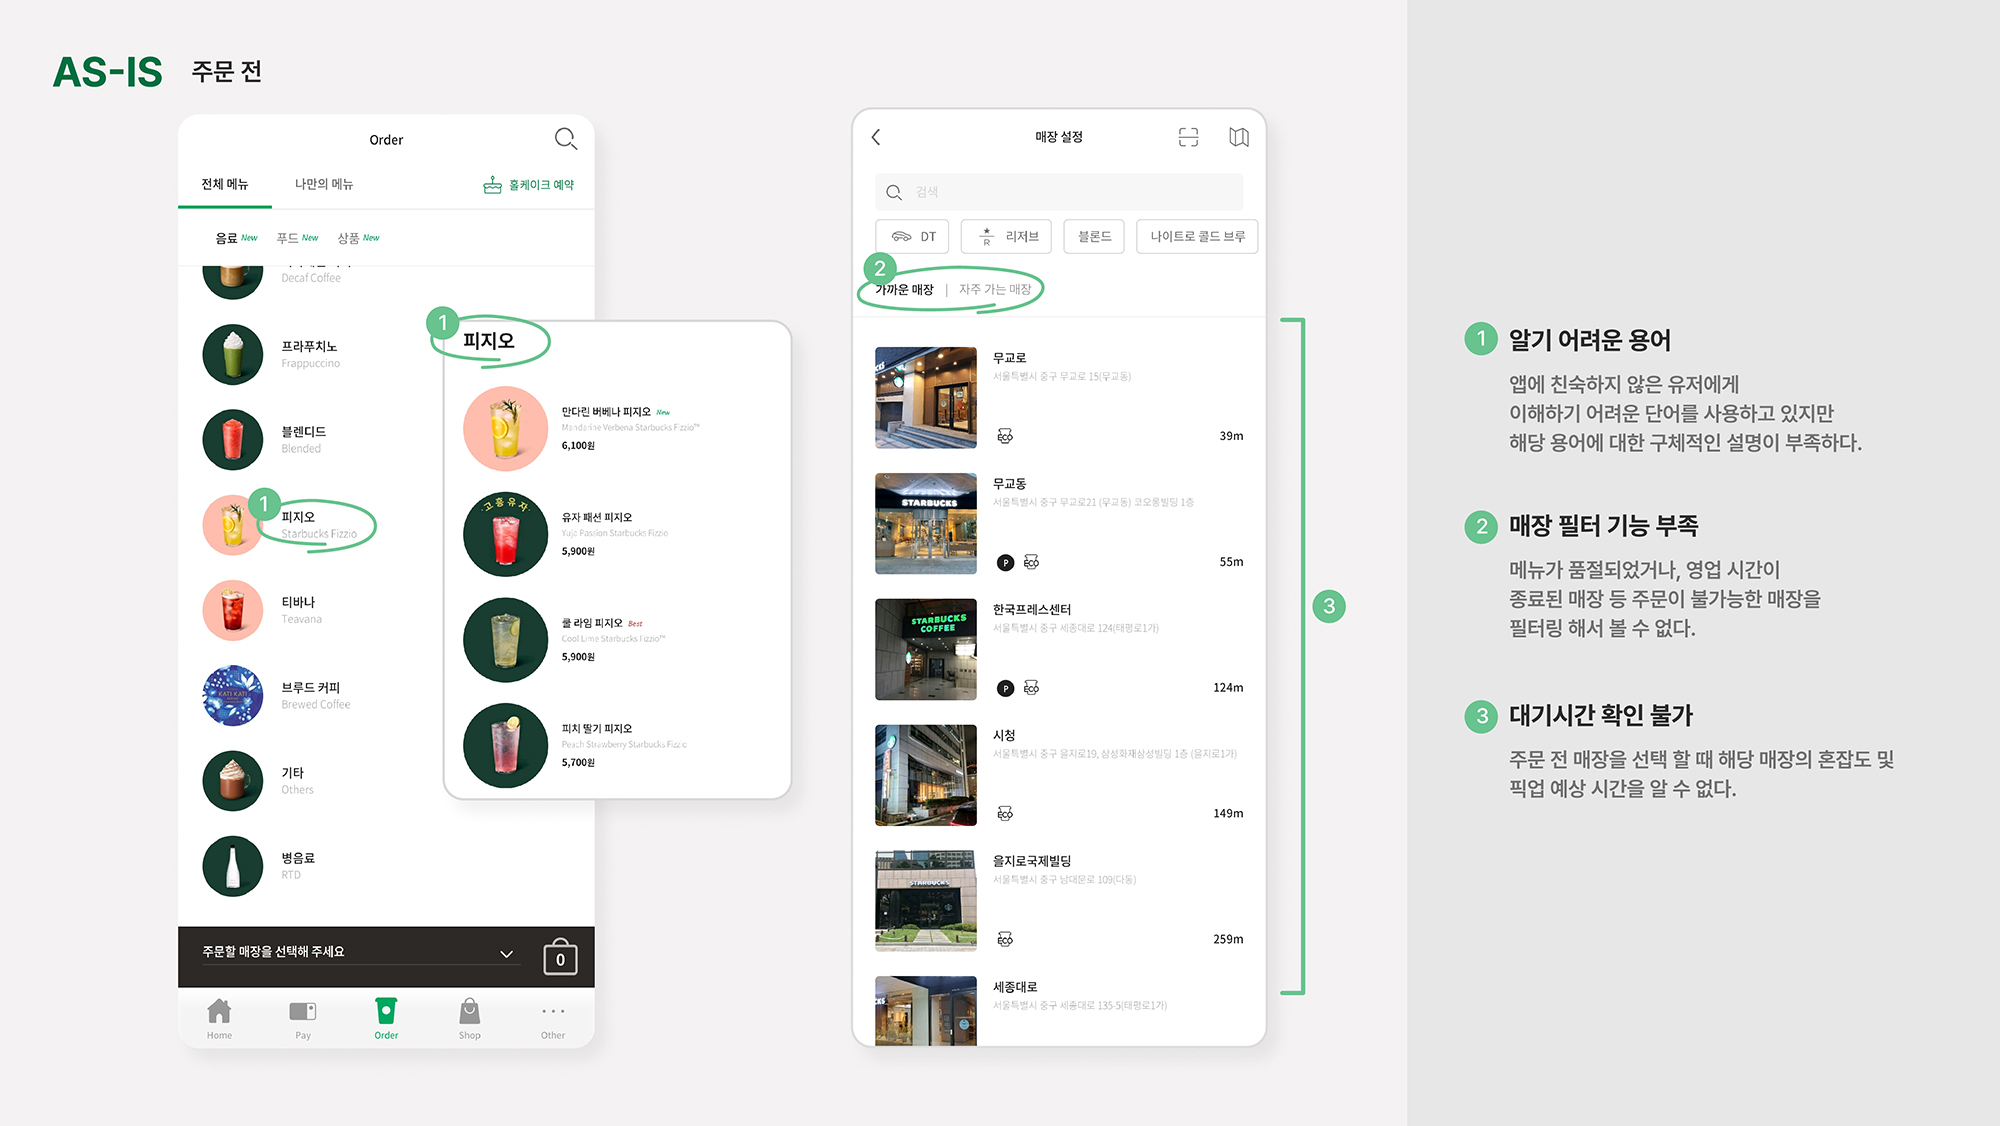 AS-IS 주문 전
Order
전체 메뉴 나만의 메뉴 홀케이크 예약
음료 New 푸드 New 상품 New
Decaf Coffee
프라푸치노
Frappuccino
블렌디드
Blended
1
피지오
Starbucks Fizzio
티바나
Teavana
브루드 커피
Brewed Coffee
기타
Others
병음료
RTD
주문할 매장을 선택해 주세요
0
Home Pay Order Shop Other
1
피지오
만다린 버베나 피지오 New
Mandarine Verbena Starbucks Fizzio™
6,100원
고흥유자
유자 패션 피지오
Yuja Passion Starbucks Fizzio
5,900원
쿨 라임 피지오 Best
Cool Lime Starbucks Fizzio™
5,900원
피치 딸기 피지오
Peach Strawberry Starbucks Fizzio
5,700원
매장 설정
검색
DT
R 리저브
블론드
나이트로 콜드 브루
2
가까운 매장 | 자주 가는 매장
무교로
서울특별시 중구 무교로 15(무교동)
ECO
39m
STARBUCKS
무교동
서울특별시 중구 무교로21 (무교동) 코오롱빌딩 1층
P ECO
55m
STARBUCKS
COFFEE
한국프레스센터
서울특별시 중구 세종대로 124(태평로1가)
P ECO
124m
시청
서울특별시 중구 을지로19, 삼성화재삼성빌딩 1층 (을지로1가)
ECO
149m
STARBUCKS
을지로국제빌딩
서울특별시 중구 남대문로 109(다동)
ECO
259m
세종대로
서울특별시 중구 세종대로 135-5(태평로1가)
3
1 알기 어려운 용어
앱에 친숙하지 않은 유저에게
이해하기 어려운 단어를 사용하고 있지만
해당 용어에 대한 구체적인 설명이 부족하다.
2 매장 필터 기능 부족
메뉴가 품절되었거나, 영업 시간이
종료된 매장 등 주문이 불가능한 매장을
필터링 해서 볼 수 없다.
3 대기시간 확인 불가
주문 전 매장을 선택 할 때 해당 매장의 혼잡도 및
픽업 예상 시간을 알 수 없다.